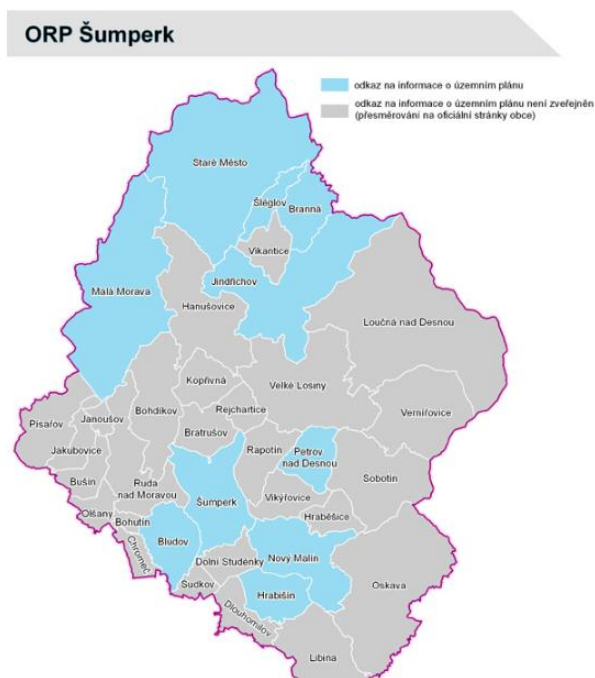 ORP Šumperk
odkaz na informace o územním plánu
odkaz na informace o územním plánu není zveřejněn
(přesměrování na oficiální stránky obce)
Staré Město
Šléglov
Branná
Vikantice
Jindřichov
Malá Morava
Hanušovice
Loučná nad Desnou
Kopřivná
Velké Losiny
Rejchartice
Bohdíkov
Janoušov
Písařov
Vernířovice
Bratrušov
Jakubovice
Rapotín
Petrov
nad Desnou
Sobotín
Bušín
Ruda
nad Moravou
Šumperk
Vikýřovice
Olšany
Bohutín
Hraběšice
Chromeč
Bludov
Dolní Studénky
Nový Malín
Sudkov
Oskava
Hrabišín
Dlouhomilov
Libina